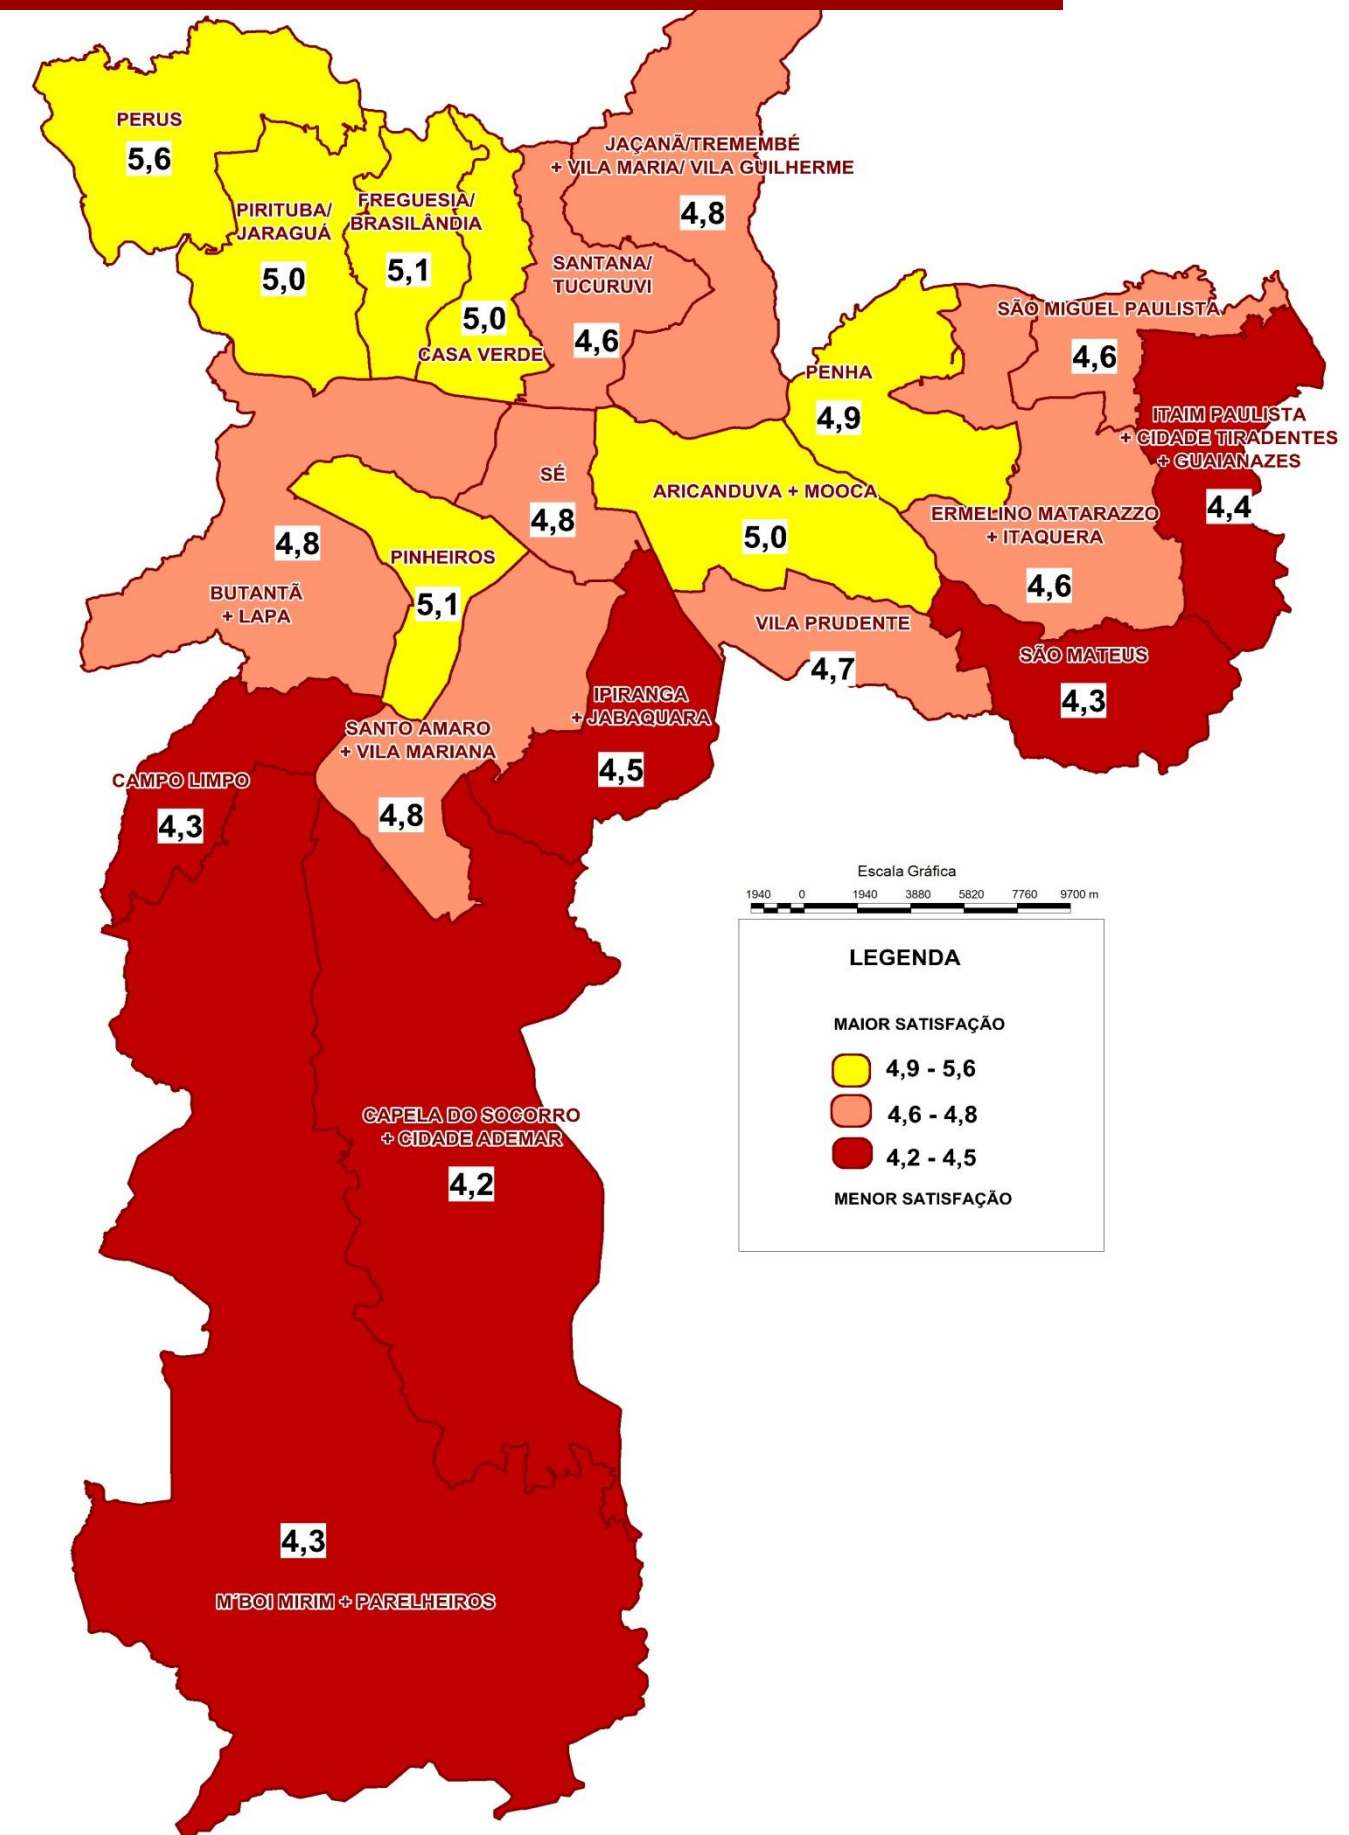 PERUS
5,6
PIRITUBA/
JARAGUÁ
5,0
FREGUESIA/
BRASILÂNDIA
5,1
5,0
CASA VERDE
JAÇANÃ/TREMEMBÉ
+ VILA MARIA/ VILA GUILHERME
4,8
SANTANA/
TUCURUVI
4,6
SÃO MIGUEL PAULISTA
4,6
PENHA
4,9
ITAIM PAULISTA
+ CIDADE TIRADENTES
+ GUAIANAZES
4,4
SÉ
4,8
ARICANDUVA + MOOCA
5,0
ERMELINO MATARAZZO
+ ITAQUERA
4,6
4,8
BUTANTÃ
+ LAPA
PINHEIROS
5,1
VILA PRUDENTE
4,7
SÃO MATEUS
4,3
IPIRANGA
+ JABAQUARA
4,5
SANTO AMARO
+ VILA MARIANA
4,8
CAMPO LIMPO
4,3
Escala Gráfica
1940 0 1940 3880 5820 7760 9700 m
LEGENDA
MAIOR SATISFAÇÃO
4,9 - 5,6
4,6 - 4,8
4,2 - 4,5
MENOR SATISFAÇÃO
CAPELA DO SOCORRO
+ CIDADE ADEMAR
4,2
4,3
M´BOI MIRIM + PARELHEIROS